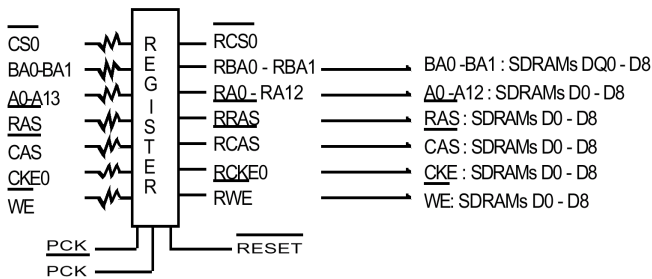 CS0 RCS0
BA0-BA1 RBA0 - RBA1 BA0 -BA1 : SDRAMs DQ0 - D8
A0-A13 RA0 - RA12 A0 -A12 : SDRAMs D0 - D8
RAS RRAS RAS : SDRAMs D0 - D8
CAS RCAS CAS : SDRAMs D0 - D8
CKE0 RCKE0 CKE : SDRAMs D0 - D8
WE RWE WE: SDRAMs D0 - D8
REGISTER
PCK RESET
PCK